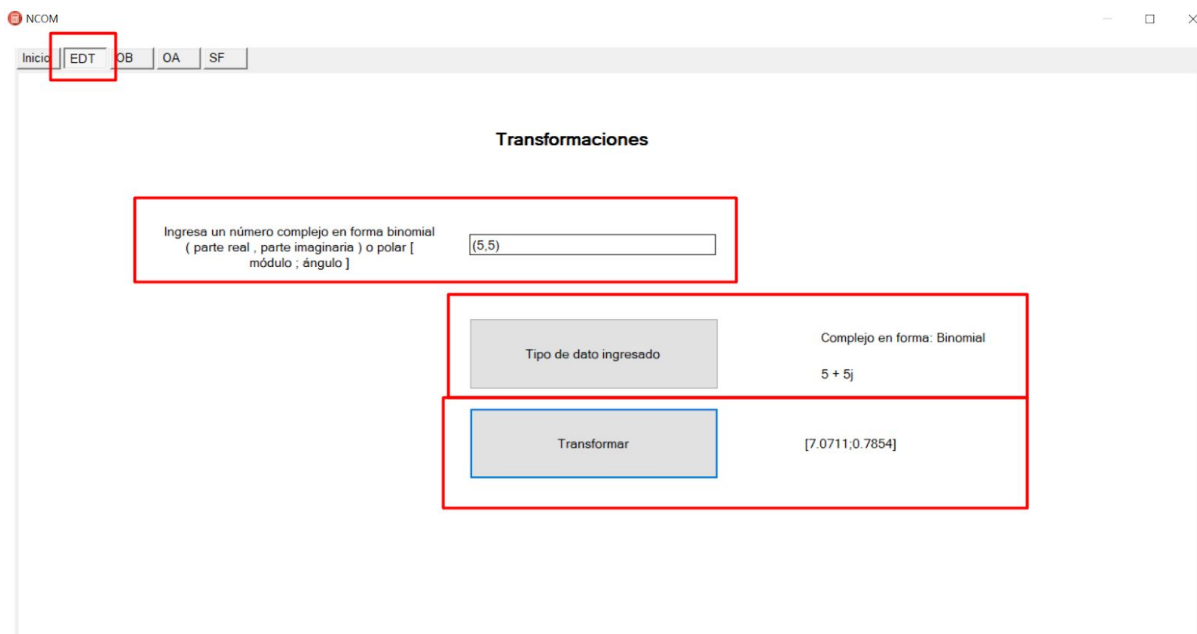 NCOM
Inicio EDT OB OA SF
Transformaciones
Ingresa un número complejo en forma binomial
( parte real , parte imaginaria ) o polar [
módulo ; ángulo ]
(5,5)
Tipo de dato ingresado
Complejo en forma: Binomial
5 + 5j
Transformar
[7.0711;0.7854]